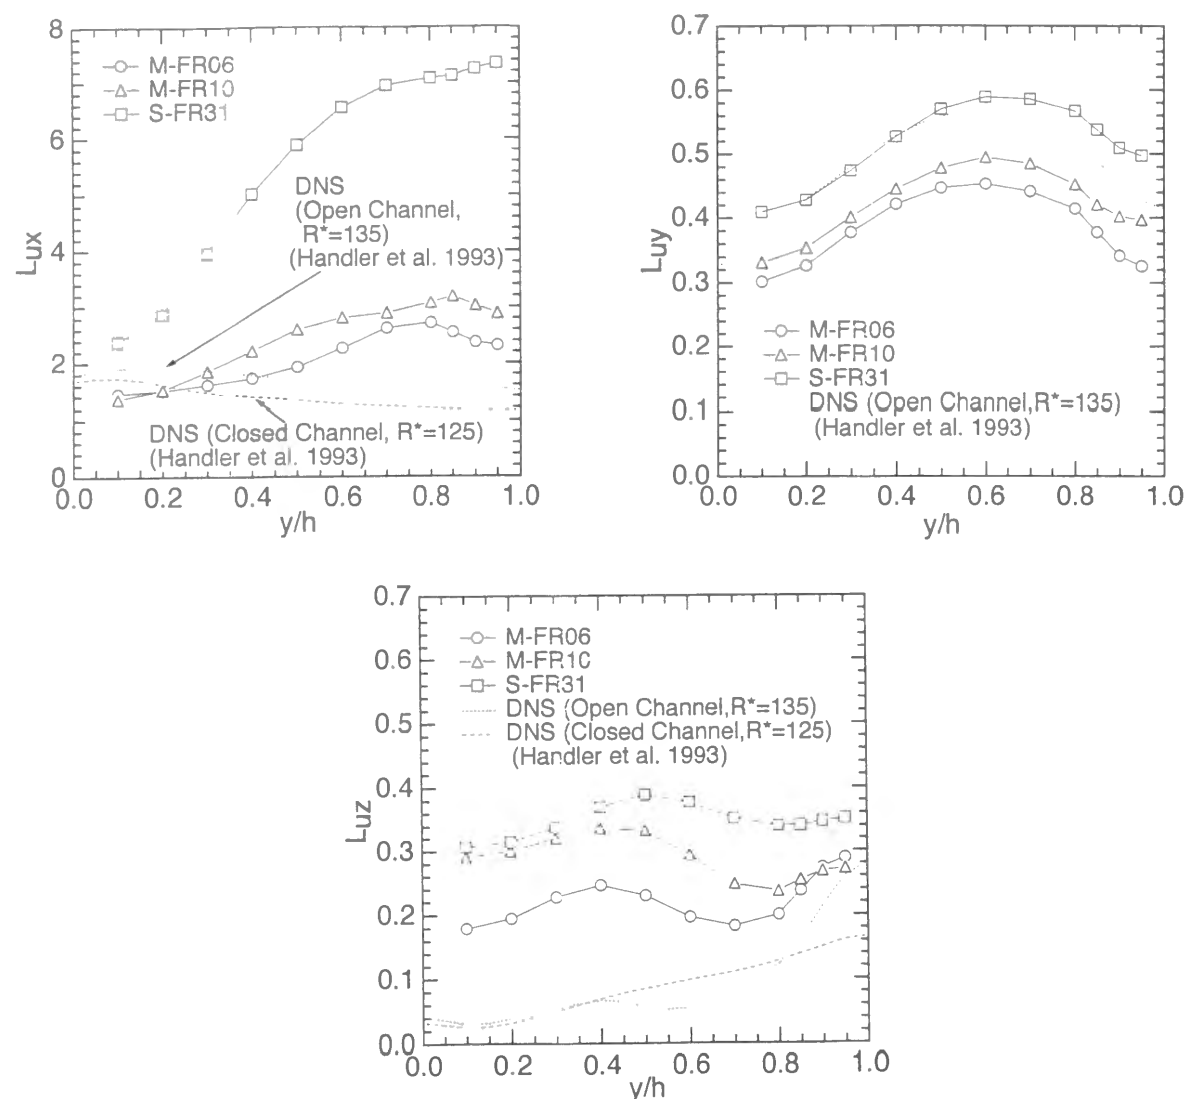 8
6
4
2
0
Lux
M-FR06
M-FR10
S-FR31
DNS
(Open Channel,
R*=135)
(Handler et al. 1993)
DNS (Closed Channel, R*=125)
(Handler et al. 1993)
0.0 0.2 0.4 0.6 0.8 1.0
y/h
0.7
0.6
0.5
0.4
0.3
0.2
0.1
0.0
Luy
M-FR06
M-FR10
S-FR31
DNS (Open Channel,R*=135)
(Handler et al. 1993)
0.0 0.2 0.4 0.6 0.8 1.0
y/h
0.7
0.6
0.5
0.4
0.3
0.2
0.1
0.0
Luz
M-FR06
M-FR10
S-FR31
DNS (Open Channel,R*=135)
DNS (Closed Channel,R*=125)
(Handler et al. 1993)
0.0 0.2 0.4 0.6 0.8 1.0
y/h